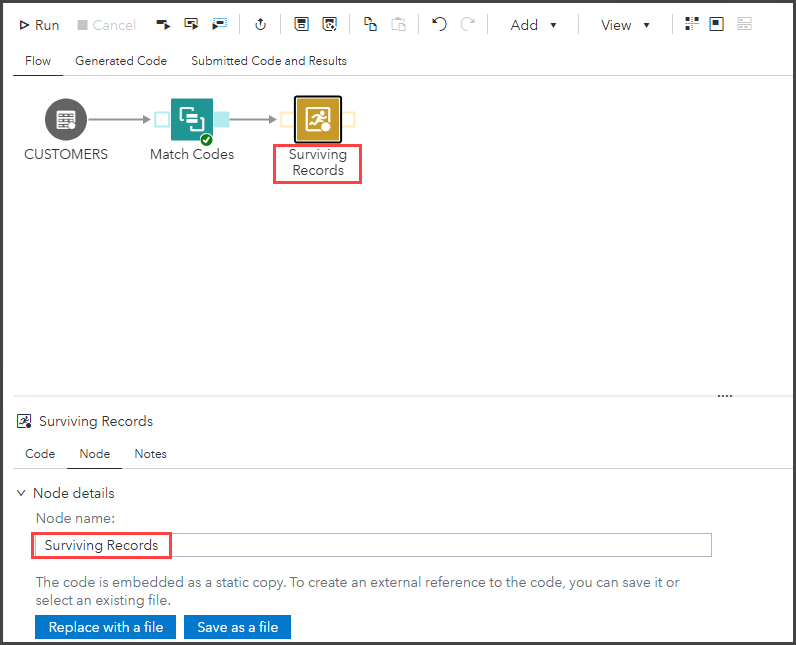 Run Cancel Add View
Flow Generated Code Submitted Code and Results
CUSTOMERS
Match Codes
Surviving
Records
Surviving Records
Code Node Notes
Node details
Node name:
Surviving Records
The code is embedded as a static copy. To create an external reference to the code, you can save it or
select an existing file.
Replace with a file Save as a file